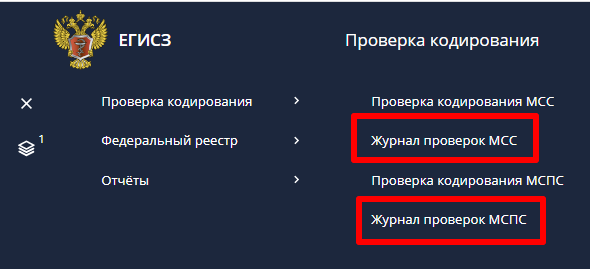 ЕГИСЗ
Проверка кодирования
Федеральный реестр
Отчёты
1
Проверка кодирования
Проверка кодирования МСС
Журнал проверок МСС
Проверка кодирования МСПС
Журнал проверок МСПС